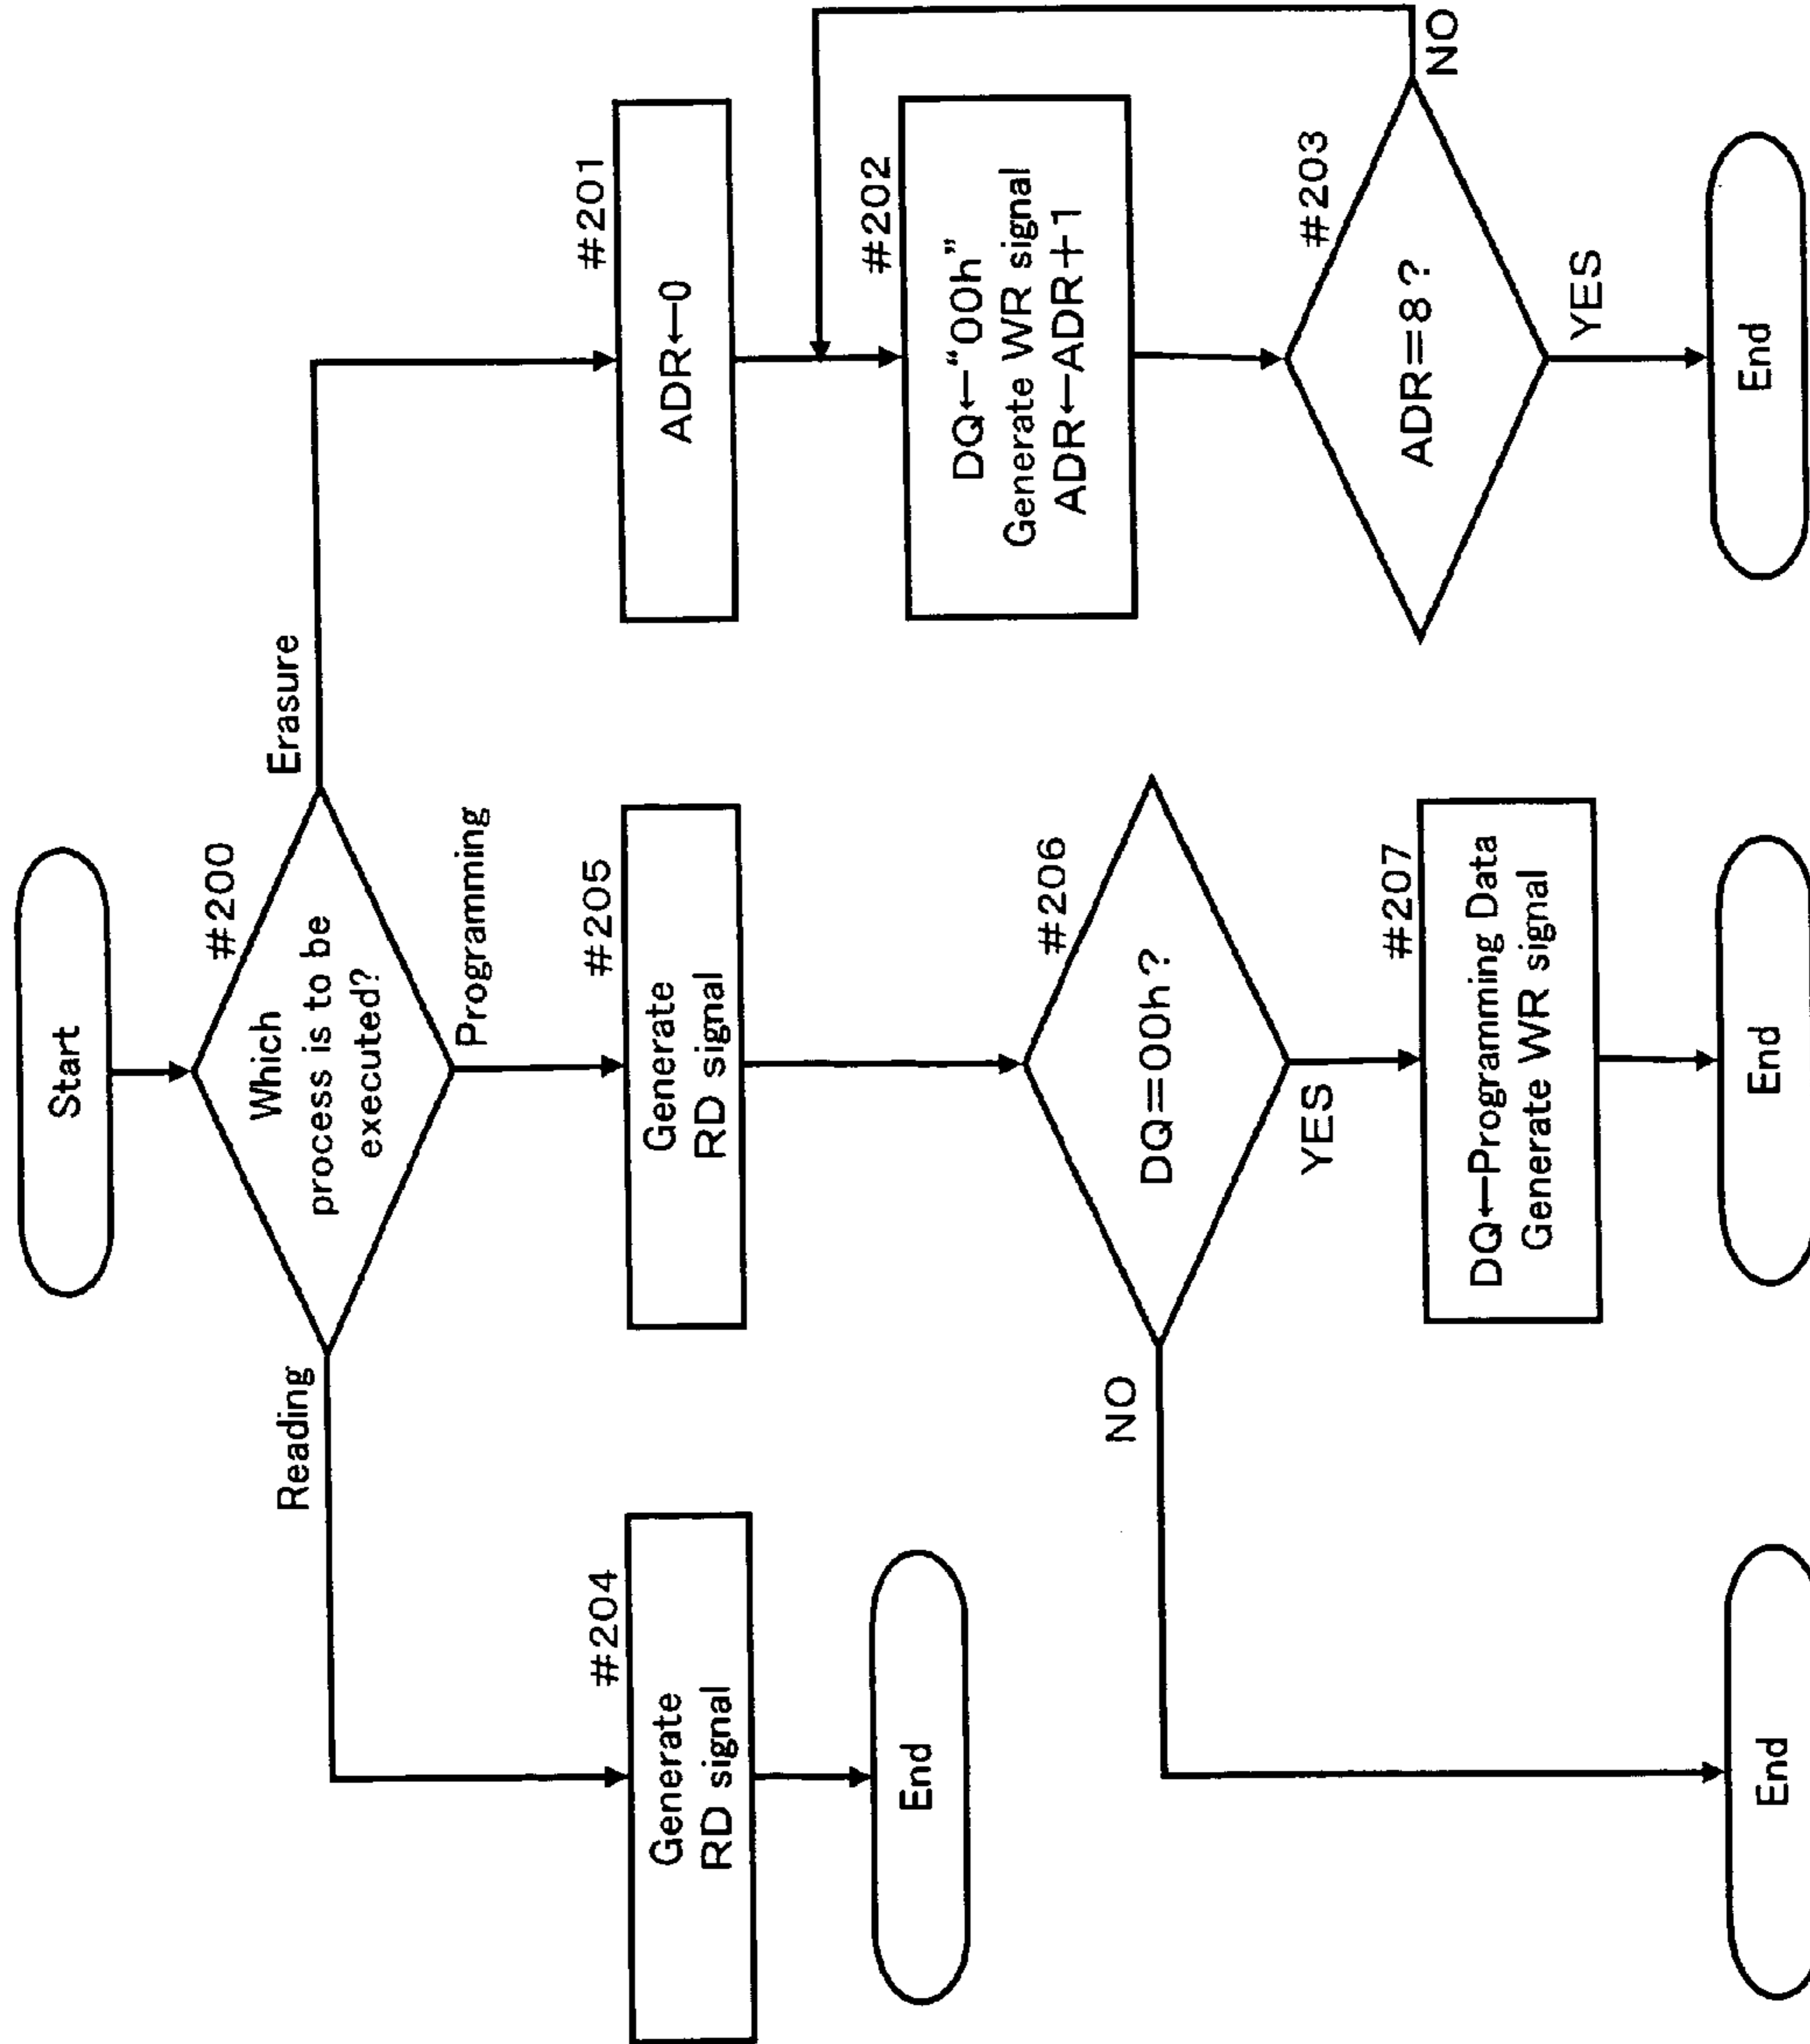 Start
#200
Which
process is to be
executed?
Reading
Programming
Erasure
#204
Generate
RD signal
End
#205
Generate
RD signal
#206
DQ=00h?
NO
YES
#207
DQ←Programming Data
Generate WR signal
End
End
#201
ADR←0
#202
DQ←“00h”
Generate WR signal
ADR←ADR+1
#203
ADR=8?
NO
YES
End